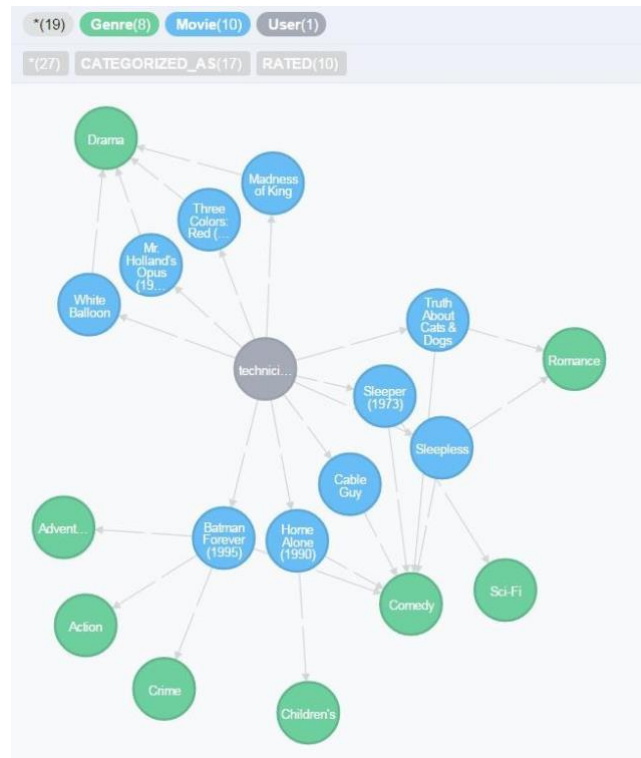 *(19) Genre(8) Movie(10) User(1)
*(27) CATEGORIZED_AS(17) RATED(10)
Drama
Madness
of King
Three
Colors:
Red (...
Mr.
Holland's
Opus
(19...
White
Balloon
Truth
About
Cats &
Dogs
Romance
technici...
Sleeper
(1973)
Sleepless
Cable
Guy
Advent...
Batman
Forever
(1995)
Home
Alone
(1990)
Sci-Fi
Comedy
Action
Crime
Children's